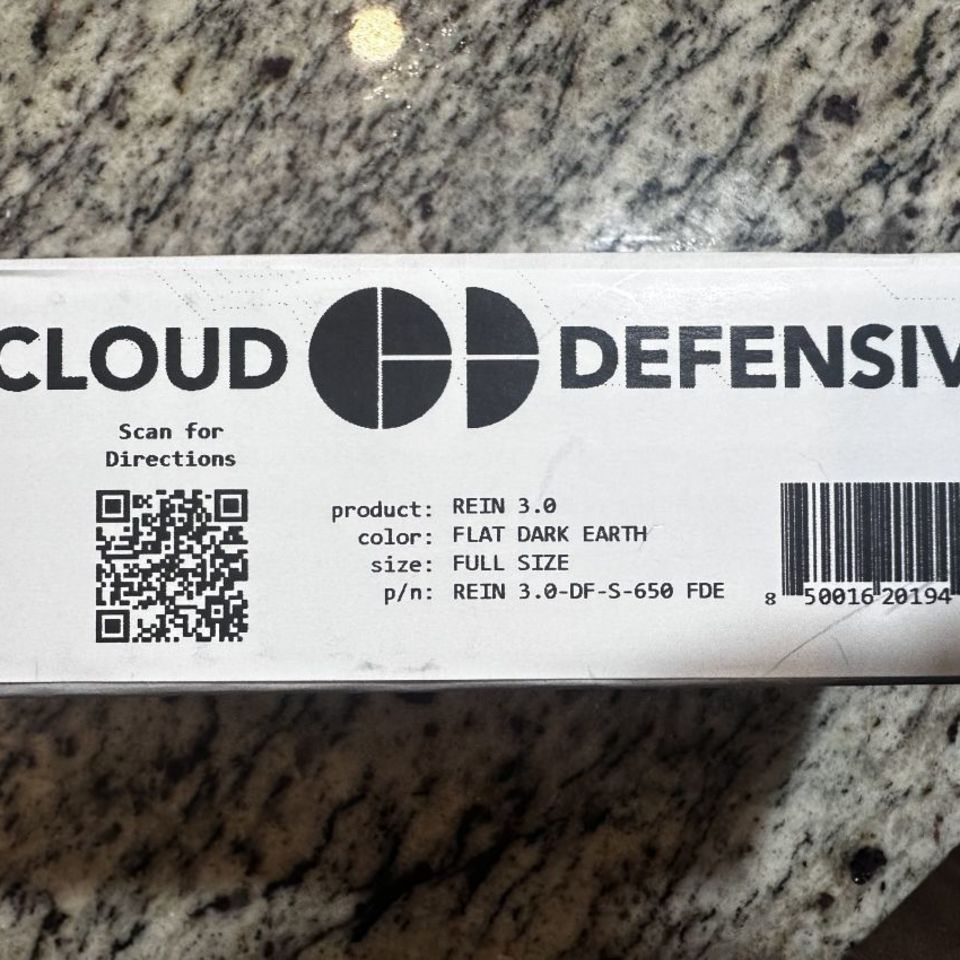 CLOUD DEFENSIV
Scan for
Directions
product: REIN 3.0
color: FLAT DARK EARTH
size: FULL SIZE
p/n: REIN 3.0-DF-S-650 FDE
8 50016 20194